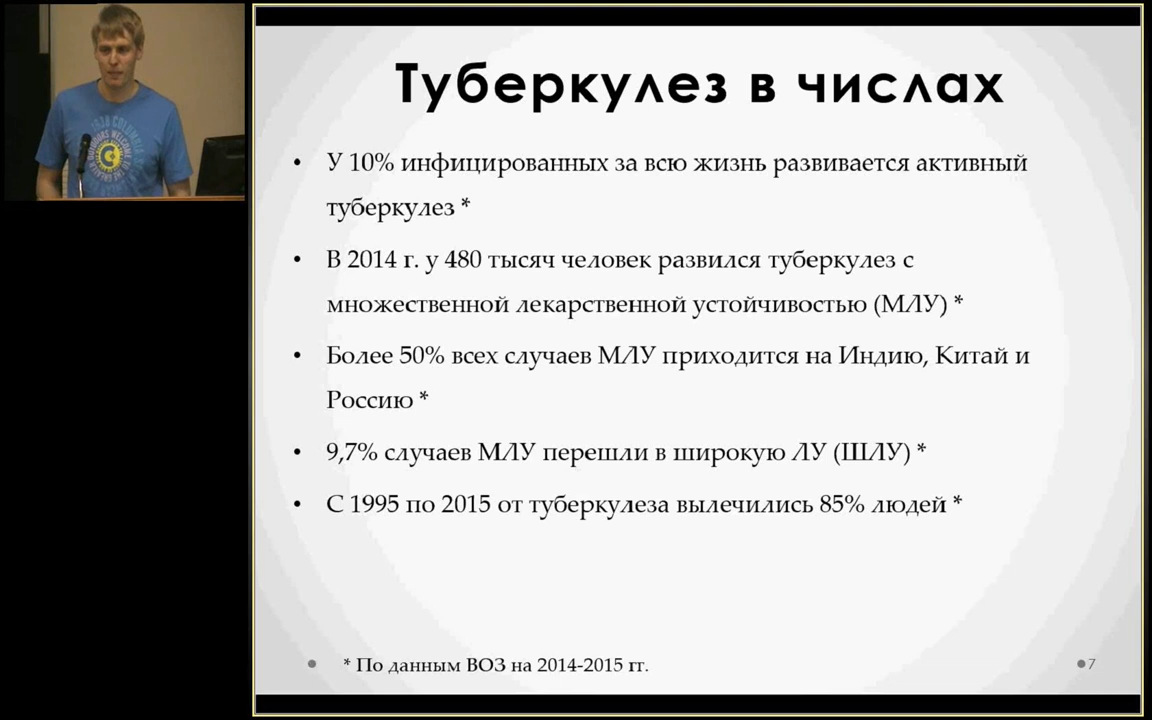 Туберкулез в числах
• У 10% инфицированных за всю жизнь развивается активный
туберкулез *
• В 2014 г. у 480 тысяч человек развился туберкулез с
множественной лекарственной устойчивостью (МЛУ) *
• Более 50% всех случаев МЛУ приходится на Индию, Китай и
Россию *
• 9,7% случаев МЛУ перешли в широкую ЛУ (ШЛУ) *
• С 1995 по 2015 от туберкулеза вылечились 85% людей *
* По данным ВОЗ на 2014-2015 гг.
7